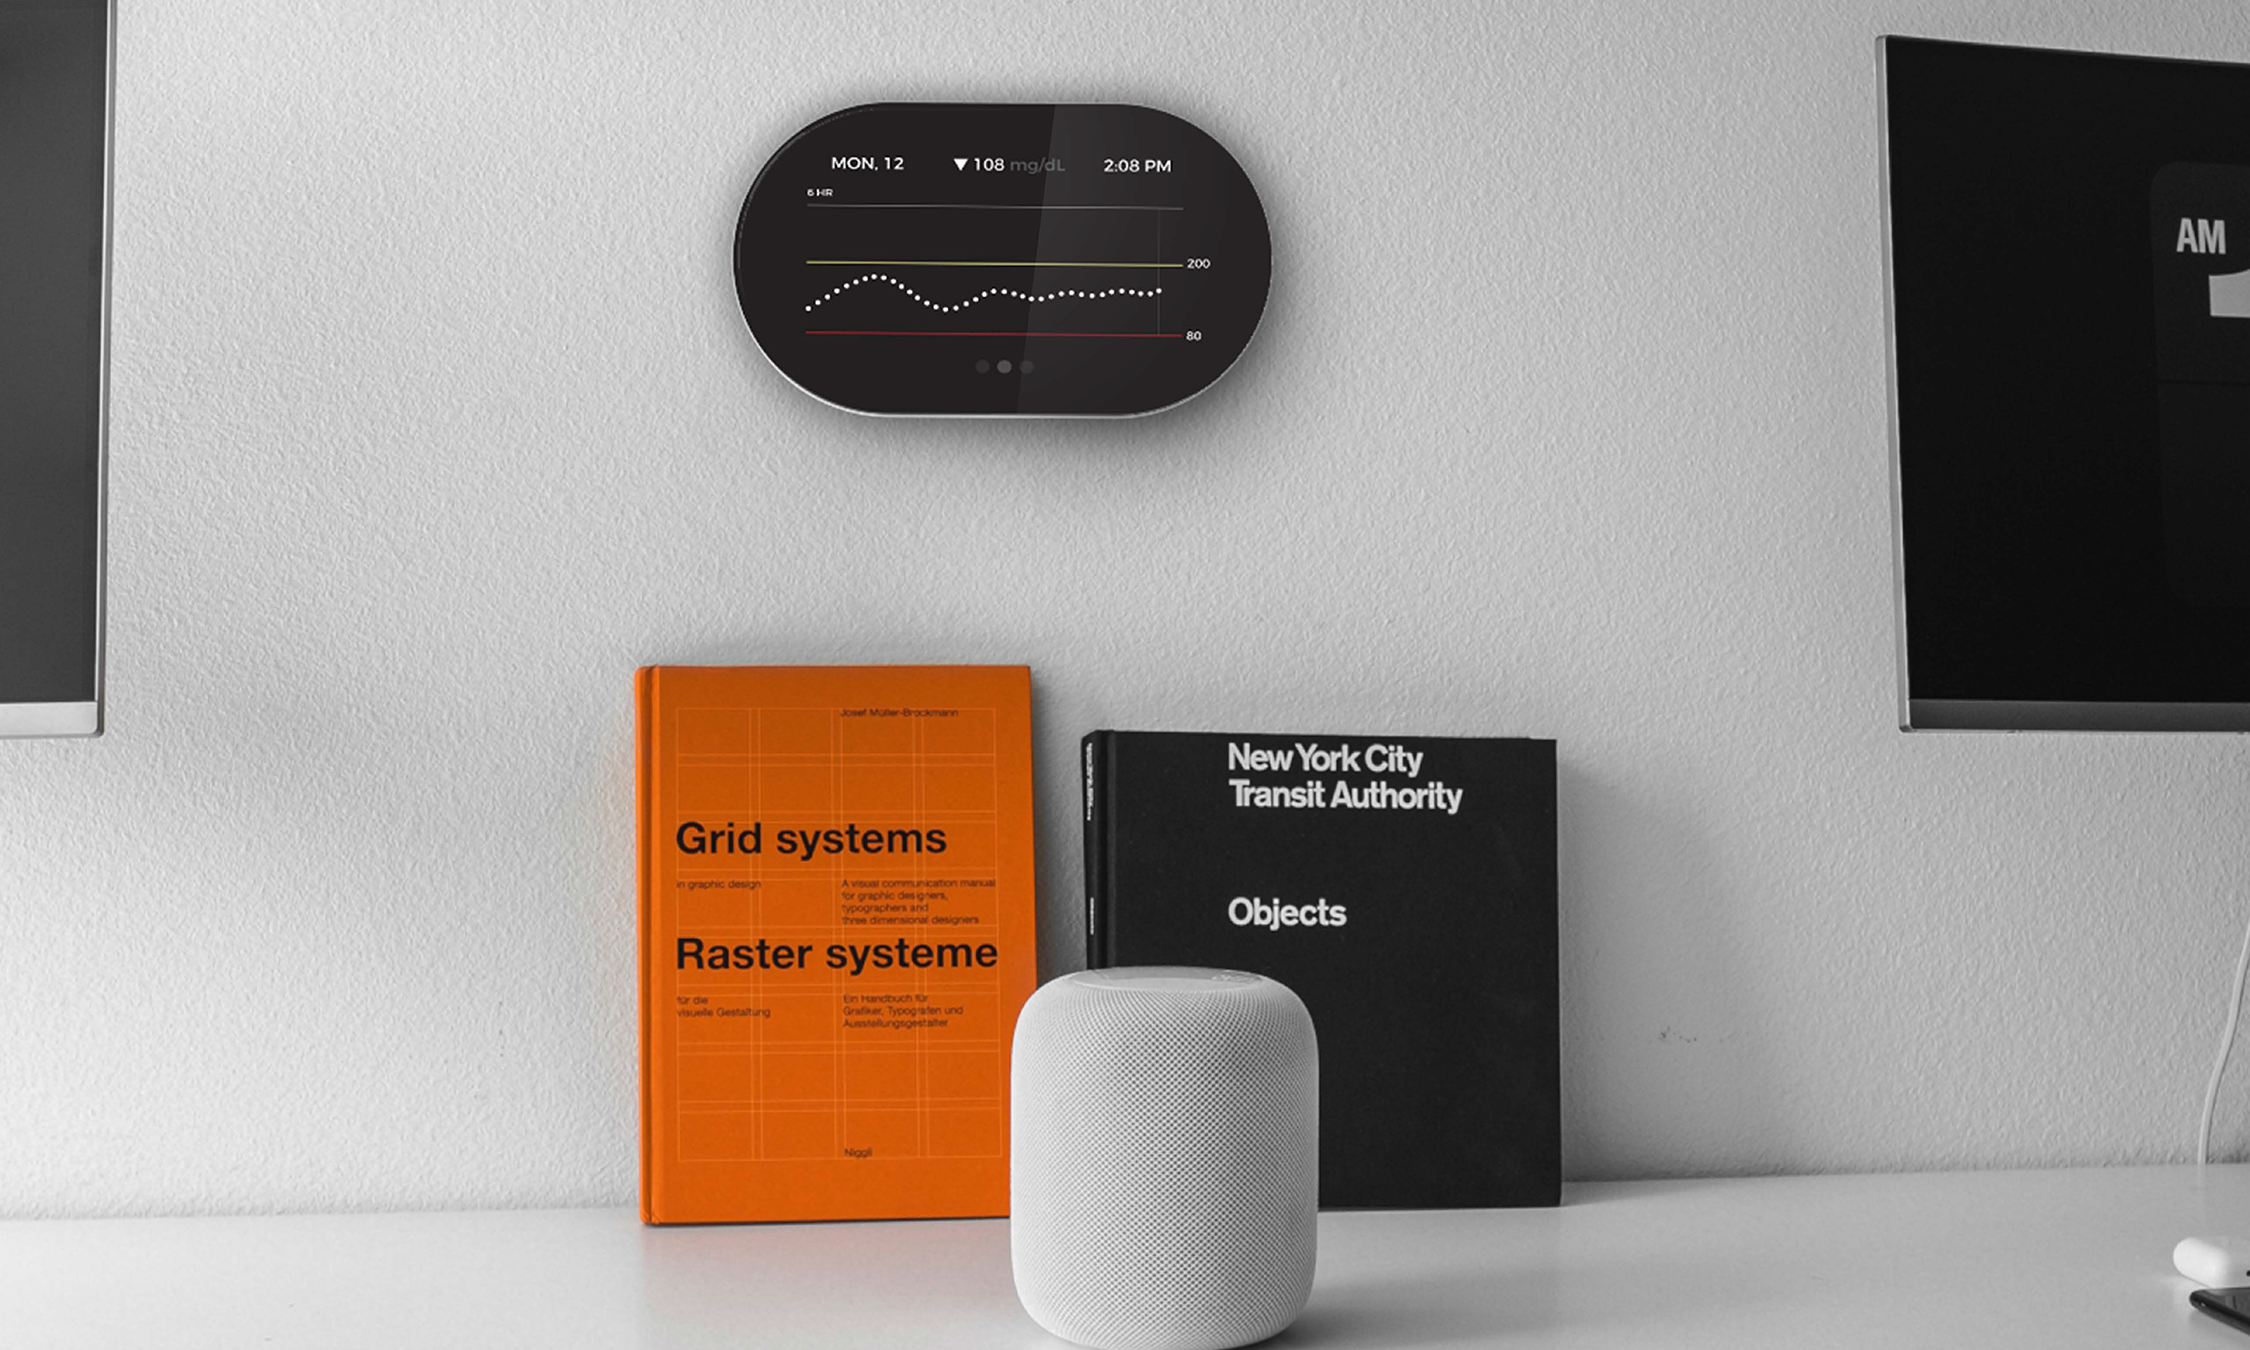 MON, 12
▼ 108 mg/dL
2:08 PM
6 HR
200
80
AM
Josef Müller-Brockmann
Grid systems
in graphic design
A visual communication manual
for graphic designers,
typographers and
three dimensional designers
Raster systeme
für die
visuelle Gestaltung
Ein Handbuch für
Grafiker, Typografen und
Ausstellungsgestalter
Niggli
New York City
Transit Authority
Objects